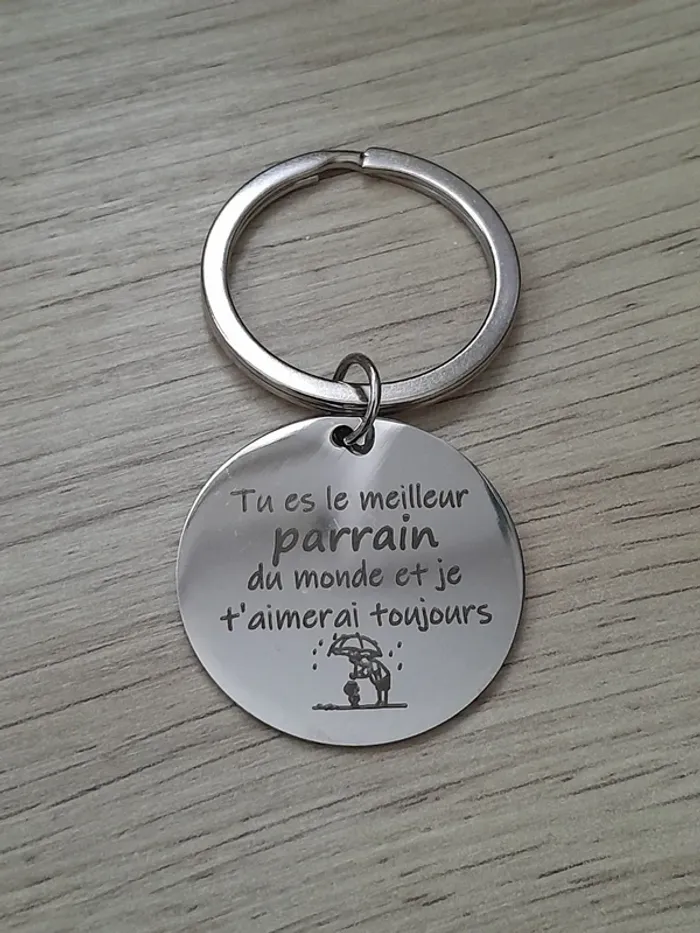 Tu es le meilleur
parrain
du monde et je
t'aimerai toujours